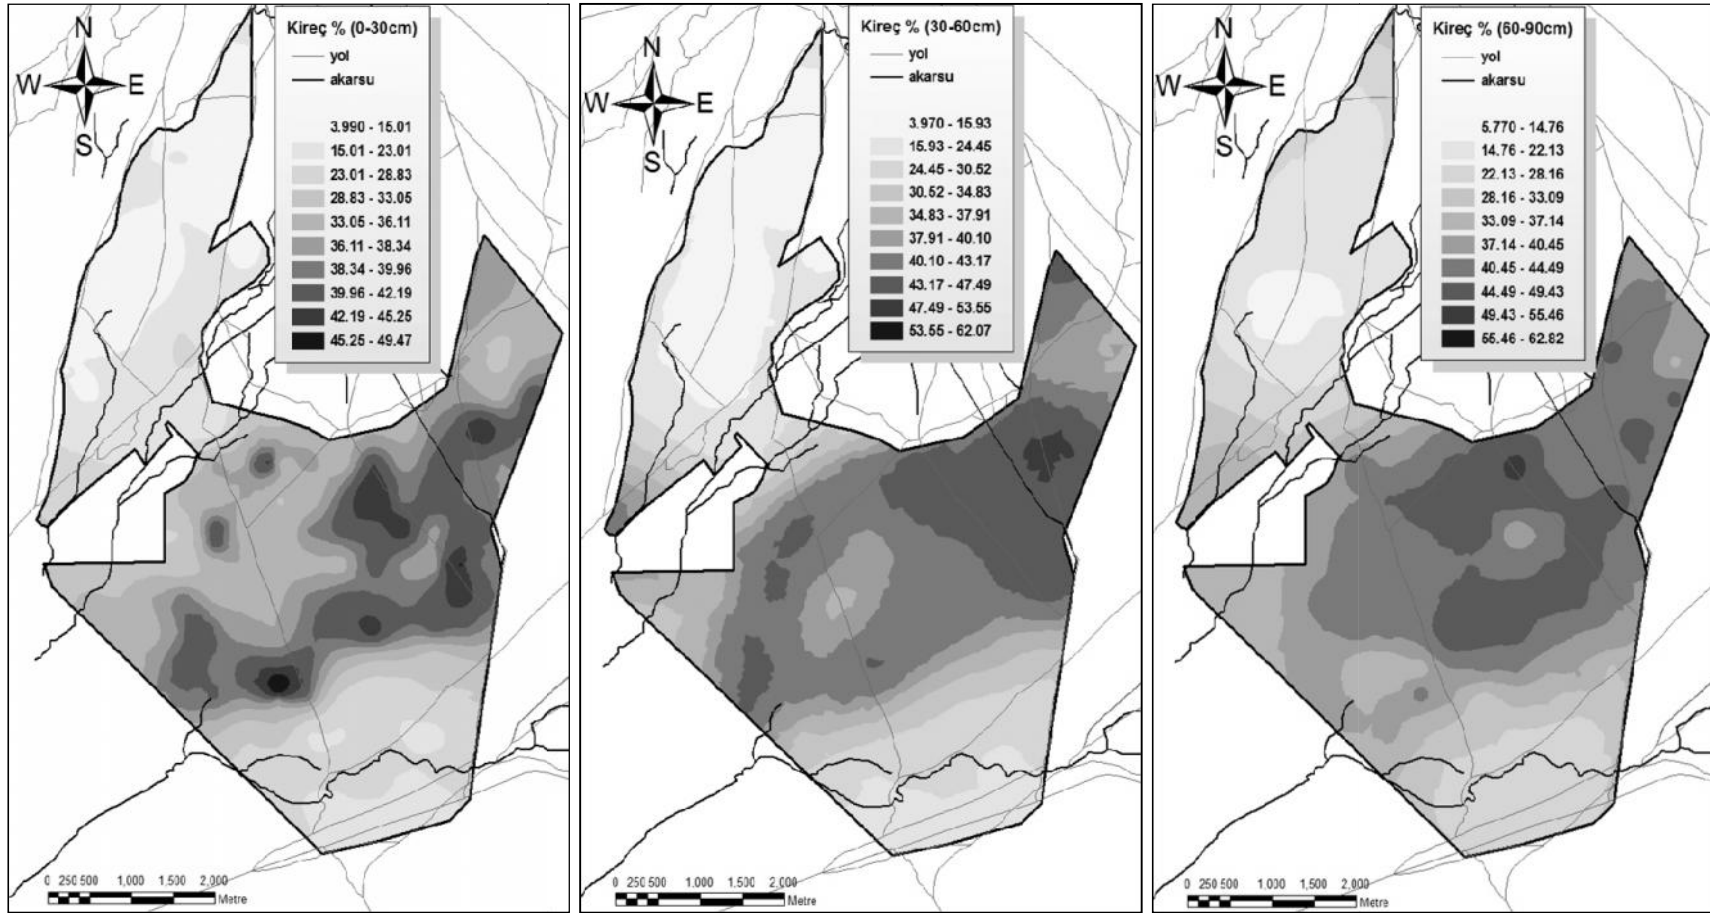 Kireç % (0-30cm)
yol
akarsu
3.990 - 15.01
15.01 - 23.01
23.01 - 28.83
28.83 - 33.05
33.05 - 36.11
36.11 - 38.34
38.34 - 39.96
39.96 - 42.19
42.19 - 45.25
45.25 - 49.47
N
W E
S
0 250 500 1,000 1,500 2,000
Metre
Kireç % (30-60cm)
yol
akarsu
3.970 - 15.93
15.93 - 24.45
24.45 - 30.52
30.52 - 34.83
34.83 - 37.91
37.91 - 40.10
40.10 - 43.17
43.17 - 47.49
47.49 - 53.55
53.55 - 62.07
N
W E
S
0 250 500 1,000 1,500 2,000
Metre
Kireç % (60-90cm)
yol
akarsu
5.770 - 14.76
14.76 - 22.13
22.13 - 28.16
28.16 - 33.09
33.09 - 37.14
37.14 - 40.45
40.45 - 44.49
44.49 - 49.43
49.43 - 55.46
55.46 - 62.82
N
W E
S
0 250 500 1,000 1,500 2,000
Metre